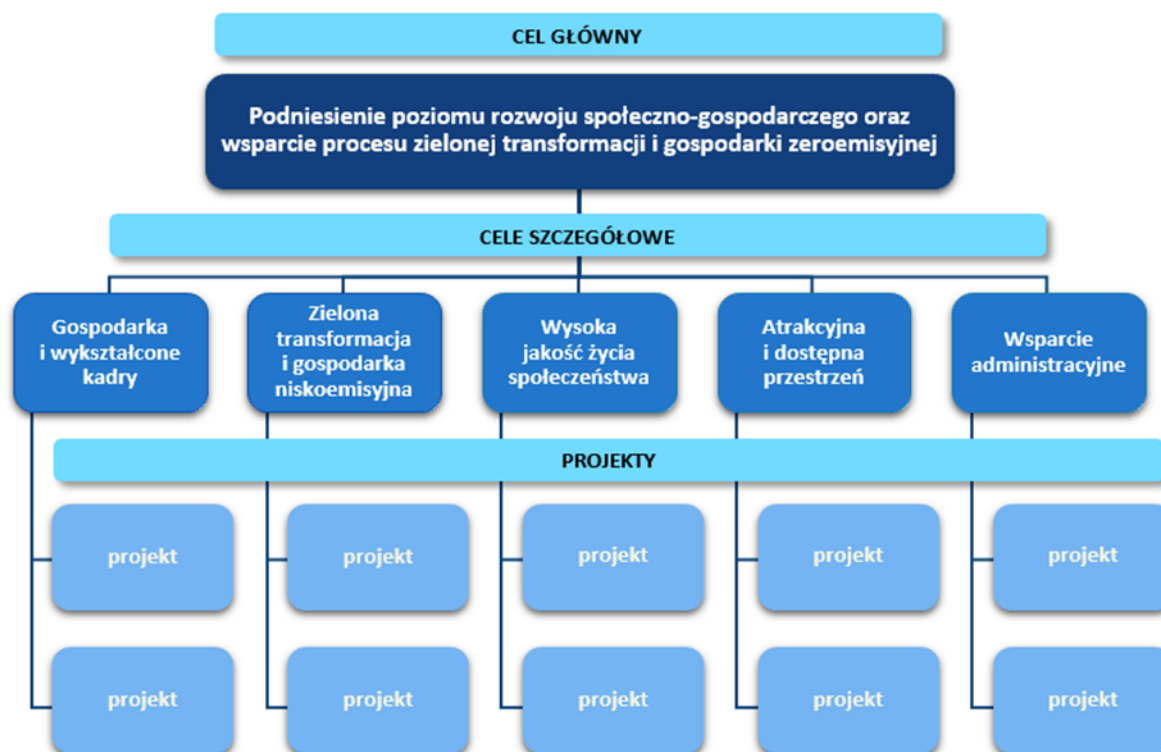 CEL GŁÓWNY
Podniesienie poziomu rozwoju społeczno-gospodarczego oraz
wsparcie procesu zielonej transformacji i gospodarki zeroemisyjnej
CELE SZCZEGÓŁOWE
Gospodarka
i wykształcone
kadry
Zielona
transformacja
i gospodarka
niskoemisyjna
Wysoka
jakość życia
społeczeństwa
Atrakcyjna
i dostępna
przestrzeń
Wsparcie
administracyjne
PROJEKTY
projekt
projekt
projekt
projekt
projekt
projekt
projekt
projekt
projekt
projekt